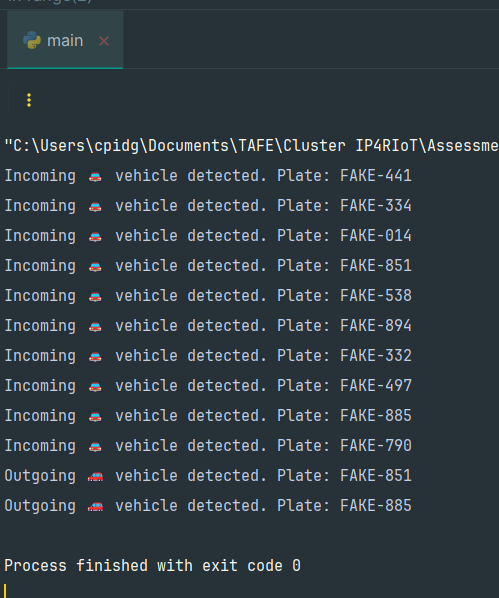 main
"C:\Users\cpidg\Documents\TAFE\Cluster IP4RIoT\Assessme
Incoming 🚘 vehicle detected. Plate: FAKE-441
Incoming 🚘 vehicle detected. Plate: FAKE-334
Incoming 🚘 vehicle detected. Plate: FAKE-014
Incoming 🚘 vehicle detected. Plate: FAKE-851
Incoming 🚘 vehicle detected. Plate: FAKE-538
Incoming 🚘 vehicle detected. Plate: FAKE-894
Incoming 🚘 vehicle detected. Plate: FAKE-332
Incoming 🚘 vehicle detected. Plate: FAKE-497
Incoming 🚘 vehicle detected. Plate: FAKE-885
Incoming 🚘 vehicle detected. Plate: FAKE-790
Outgoing 🚗 vehicle detected. Plate: FAKE-851
Outgoing 🚗 vehicle detected. Plate: FAKE-885
Process finished with exit code 0